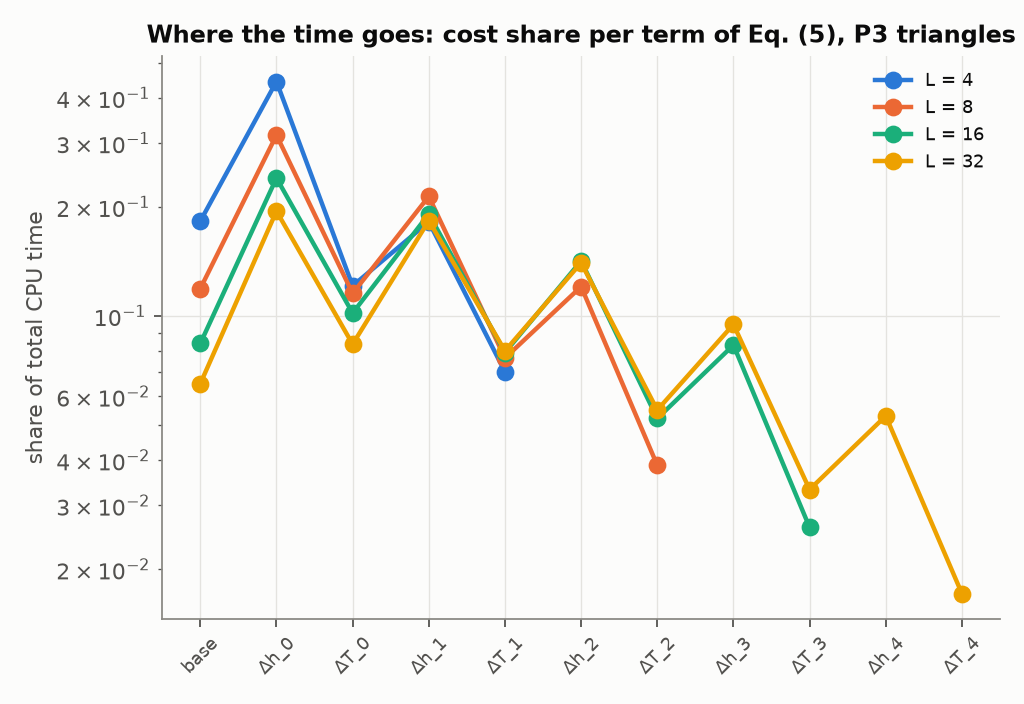 Where the time goes: cost share per term of Eq. (5), P3 triangles
L = 4
L = 8
L = 16
L = 32
share of total CPU time
4 × 10⁻¹
3 × 10⁻¹
2 × 10⁻¹
10⁻¹
6 × 10⁻²
4 × 10⁻²
3 × 10⁻²
2 × 10⁻²
base
Δh_0
ΔT_0
Δh_1
ΔT_1
Δh_2
ΔT_2
Δh_3
ΔT_3
Δh_4
ΔT_4